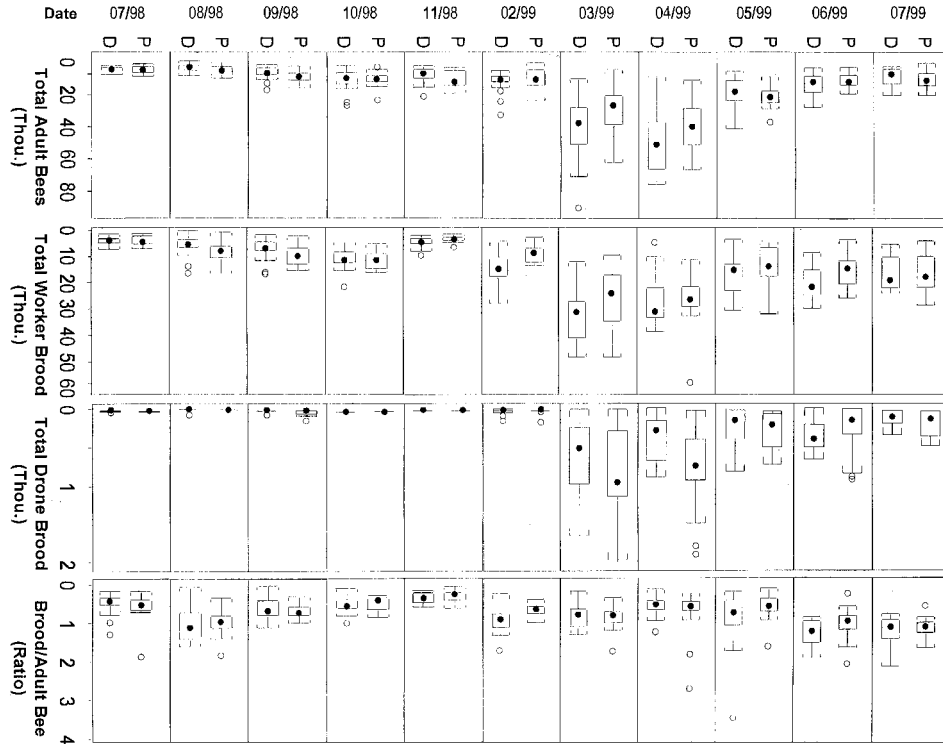 Date 07/98 08/98 09/98 10/98 11/98 02/99 03/99 04/99 05/99 06/99 07/99
D P D P D P D P D P D P D P D P D P D P D P
Total Adult Bees
(Thou.)
0 20 40 60 80
Total Worker Brood
(Thou.)
0 10 20 30 40 50 60
Total Drone Brood
(Thou.)
0 1 2
Brood/Adult Bee
(Ratio)
0 1 2 3 4